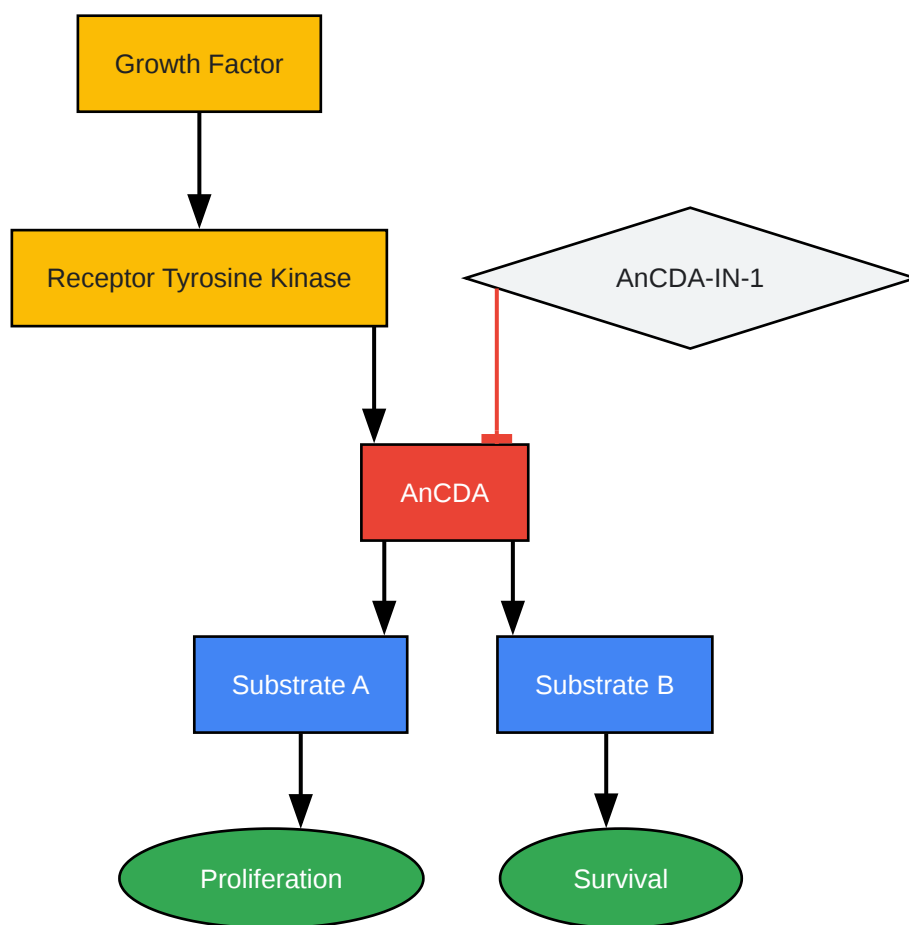 Growth Factor
Receptor Tyrosine Kinase
AnCDA-IN-1
AnCDA
Substrate A
Substrate B
Proliferation
Survival